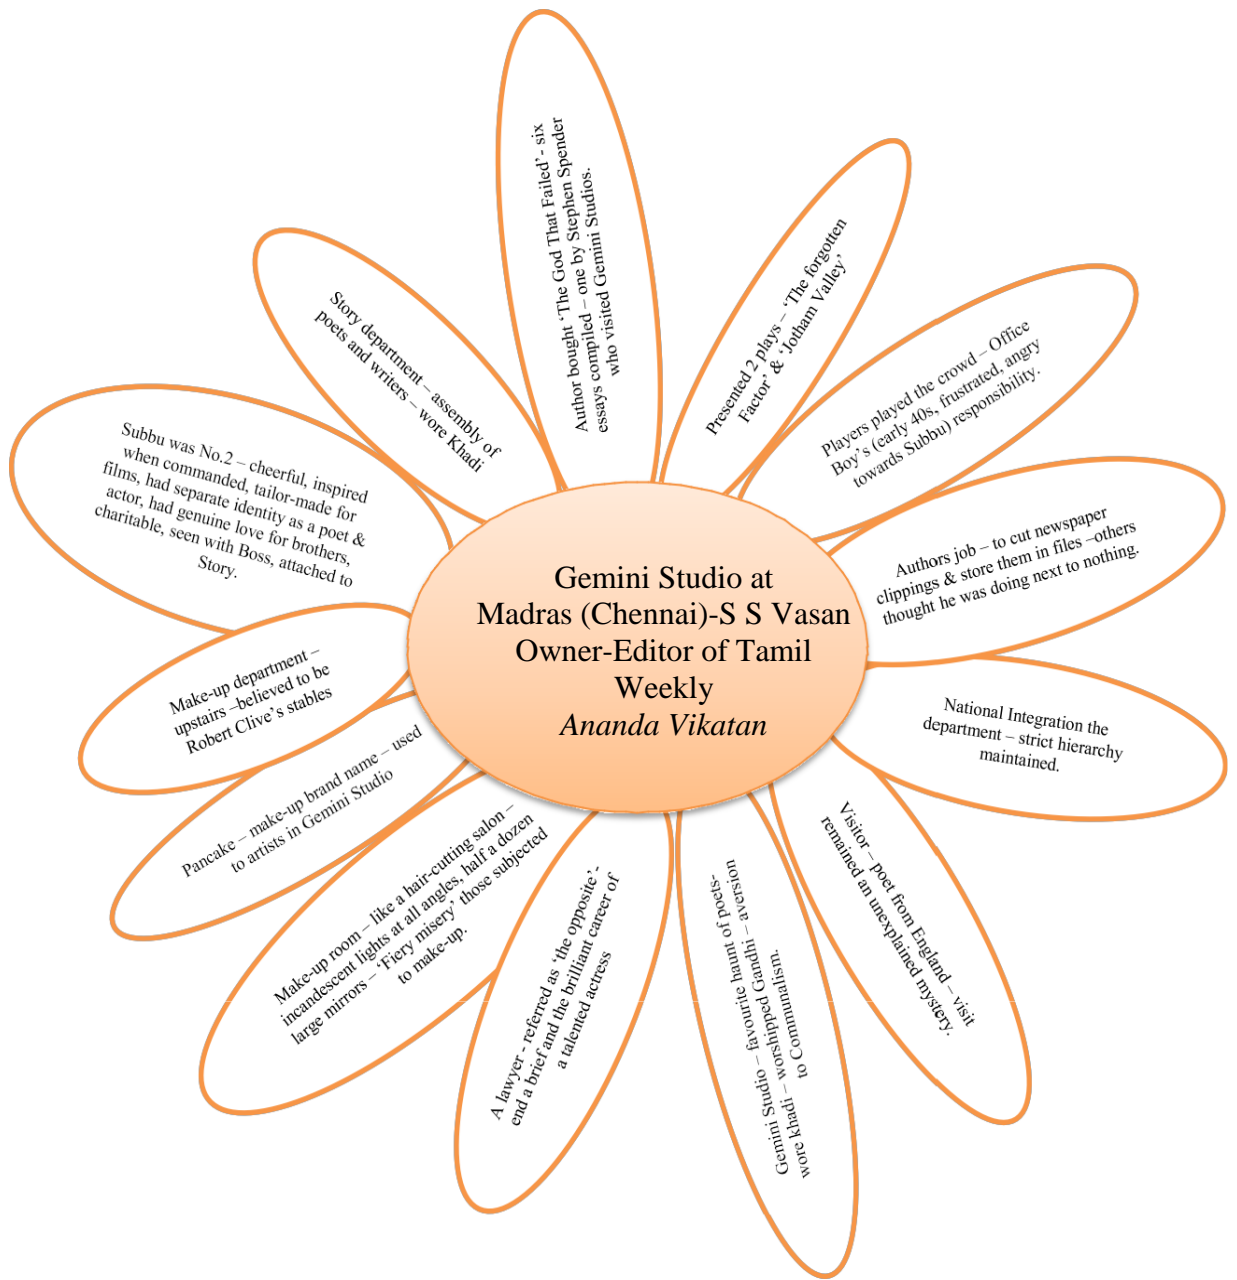 Gemini Studio at
Madras (Chennai)-S S Vasan
Owner-Editor of Tamil
Weekly
Ananda Vikatan
Author bought ‘The God That Failed’- six
essays compiled – one by Stephen Spender
who visited Gemini Studios.
Presented 2 plays – ‘The forgotten
Factor’ & ‘Jotham Valley’
Players played the crowd – Office
Boy’s (early 40s, frustrated, angry
towards Subbu) responsibility.
Authors job – to cut newspaper
clippings & store them in files –others
thought he was doing next to nothing.
National Integration the
department – strict hierarchy
maintained.
Visitor – poet from England – visit
remained an unexplained mystery.
Gemini Studio – favourite haunt of poets-
wore khadi – worshipped Gandhi – aversion
to Communalism.
A lawyer - referred as ‘the opposite’-
end a brief and the brilliant career of
a talented actress
Make-up room – like a hair-cutting salon –
incandescent lights at all angles, half a dozen
large mirrors – ‘Fiery misery’ those subjected
to make-up.
Pancake – make-up brand name – used
to artists in Gemini Studio
Make-up department –
upstairs –believed to be
Robert Clive’s stables
Subbu was No.2 – cheerful, inspired
when commanded, tailor-made for
films, had separate identity as a poet &
actor, had genuine love for brothers,
charitable, seen with Boss, attached to
Story.
Story department – assembly of
poets and writers – wore Khadi